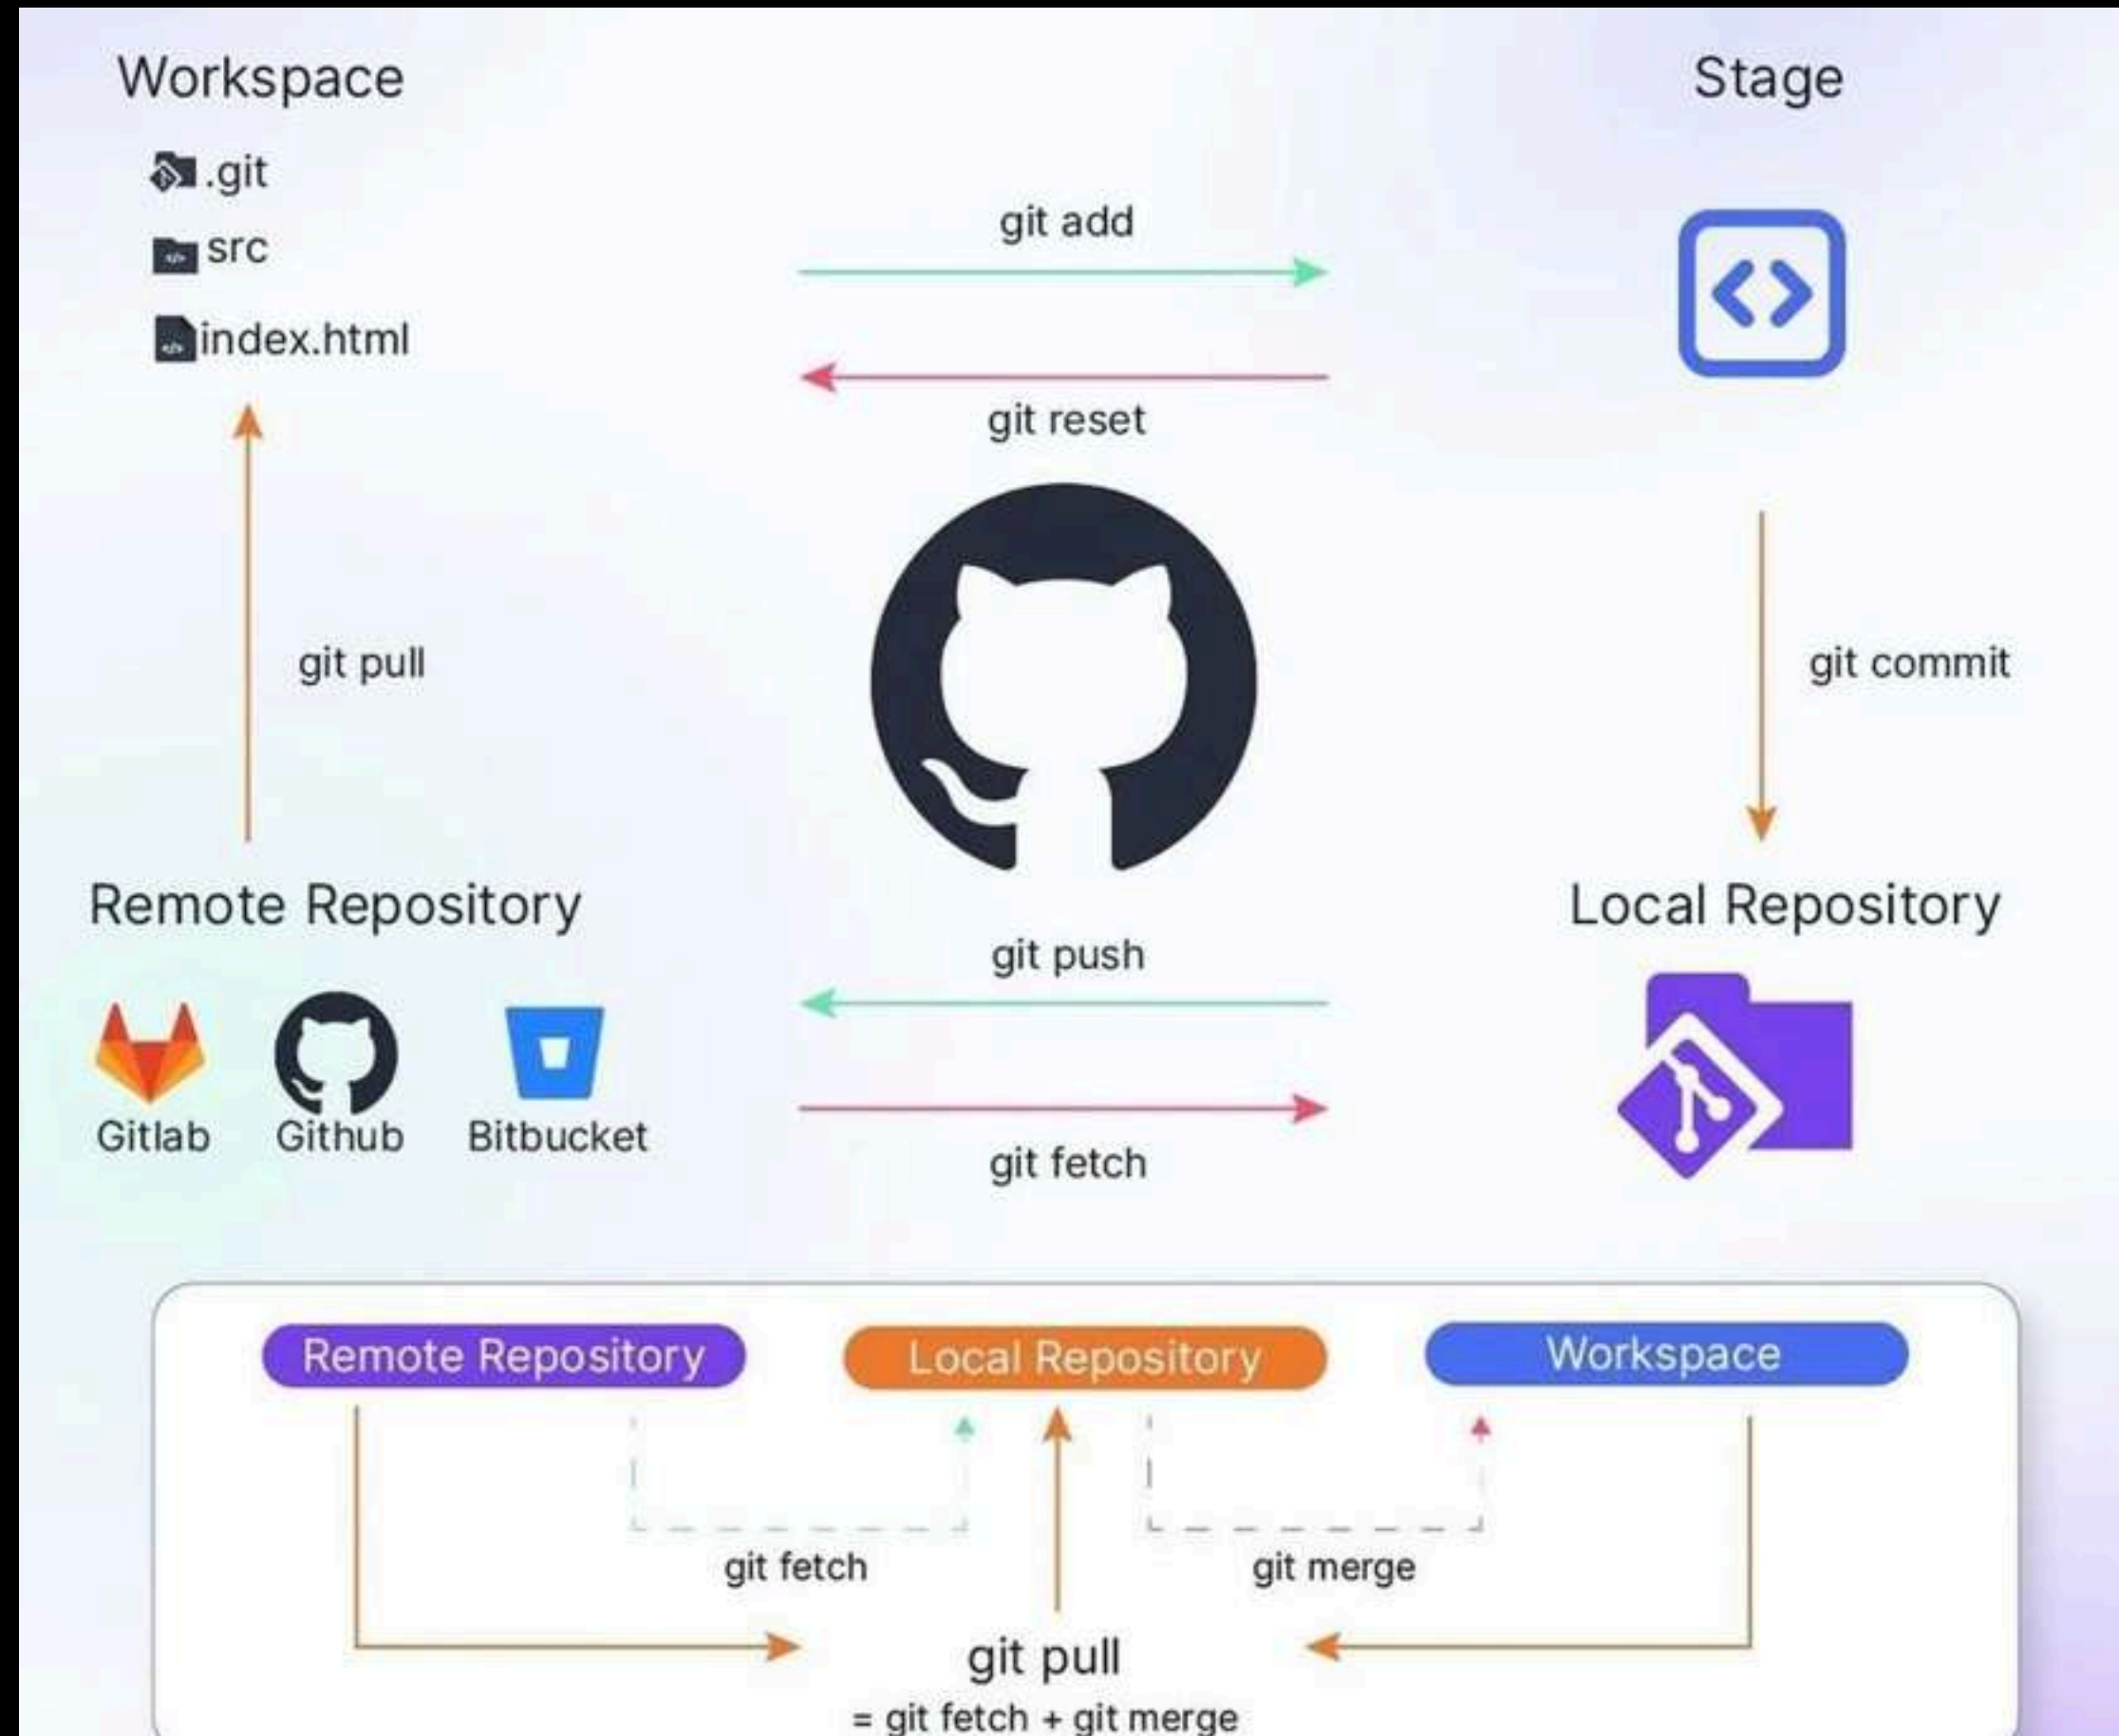 Workspace
Stage
.git
src
index.html
git add
git reset
git pull
git commit
Remote Repository
Local Repository
git push
Gitlab
Github
Bitbucket
git fetch
Remote Repository
Local Repository
Workspace
git fetch
git merge
git pull
= git fetch + git merge